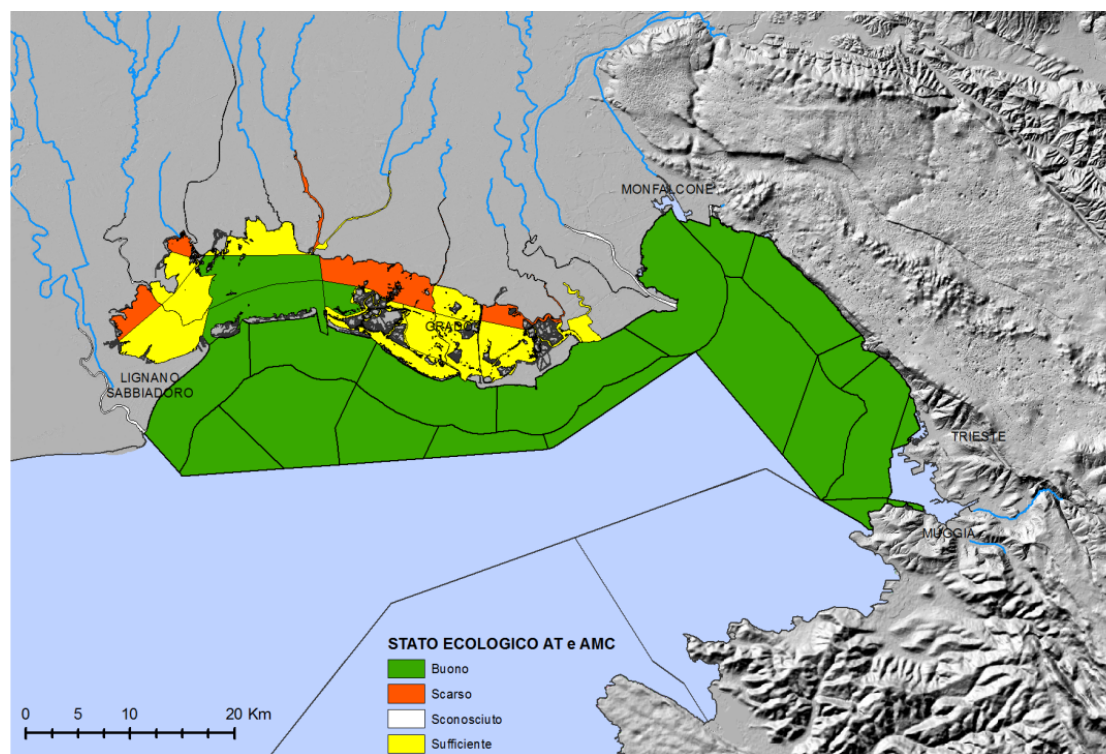 MONFALCONE
GRADO
LIGNANO
SABBIADORO
TRIESTE
MUGGIA
STATO ECOLOGICO AT e AMC
Buono
Scarso
Sconosciuto
Sufficiente
0 5 10 20 Km